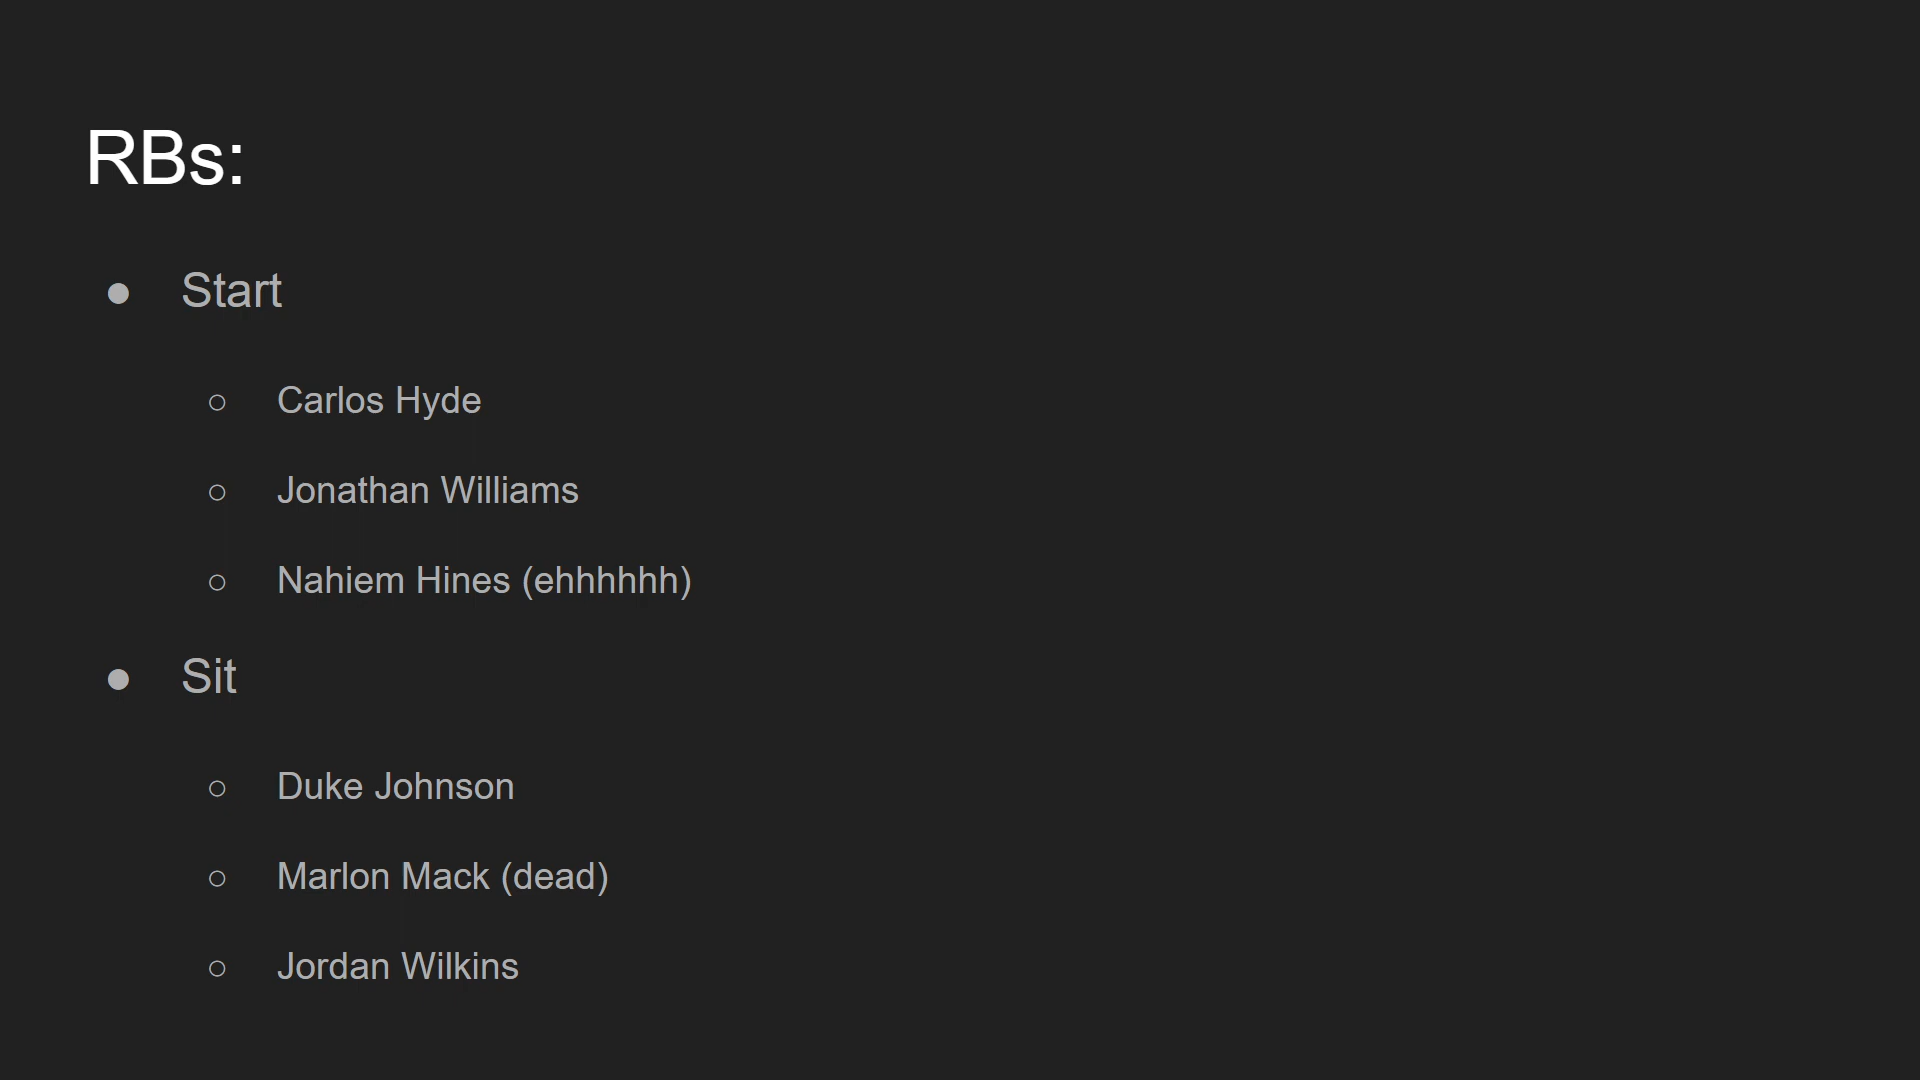 RBs:
● Start
○ Carlos Hyde
○ Jonathan Williams
○ Nahiem Hines (ehhhhhh)
● Sit
○ Duke Johnson
○ Marlon Mack (dead)
○ Jordan Wilkins